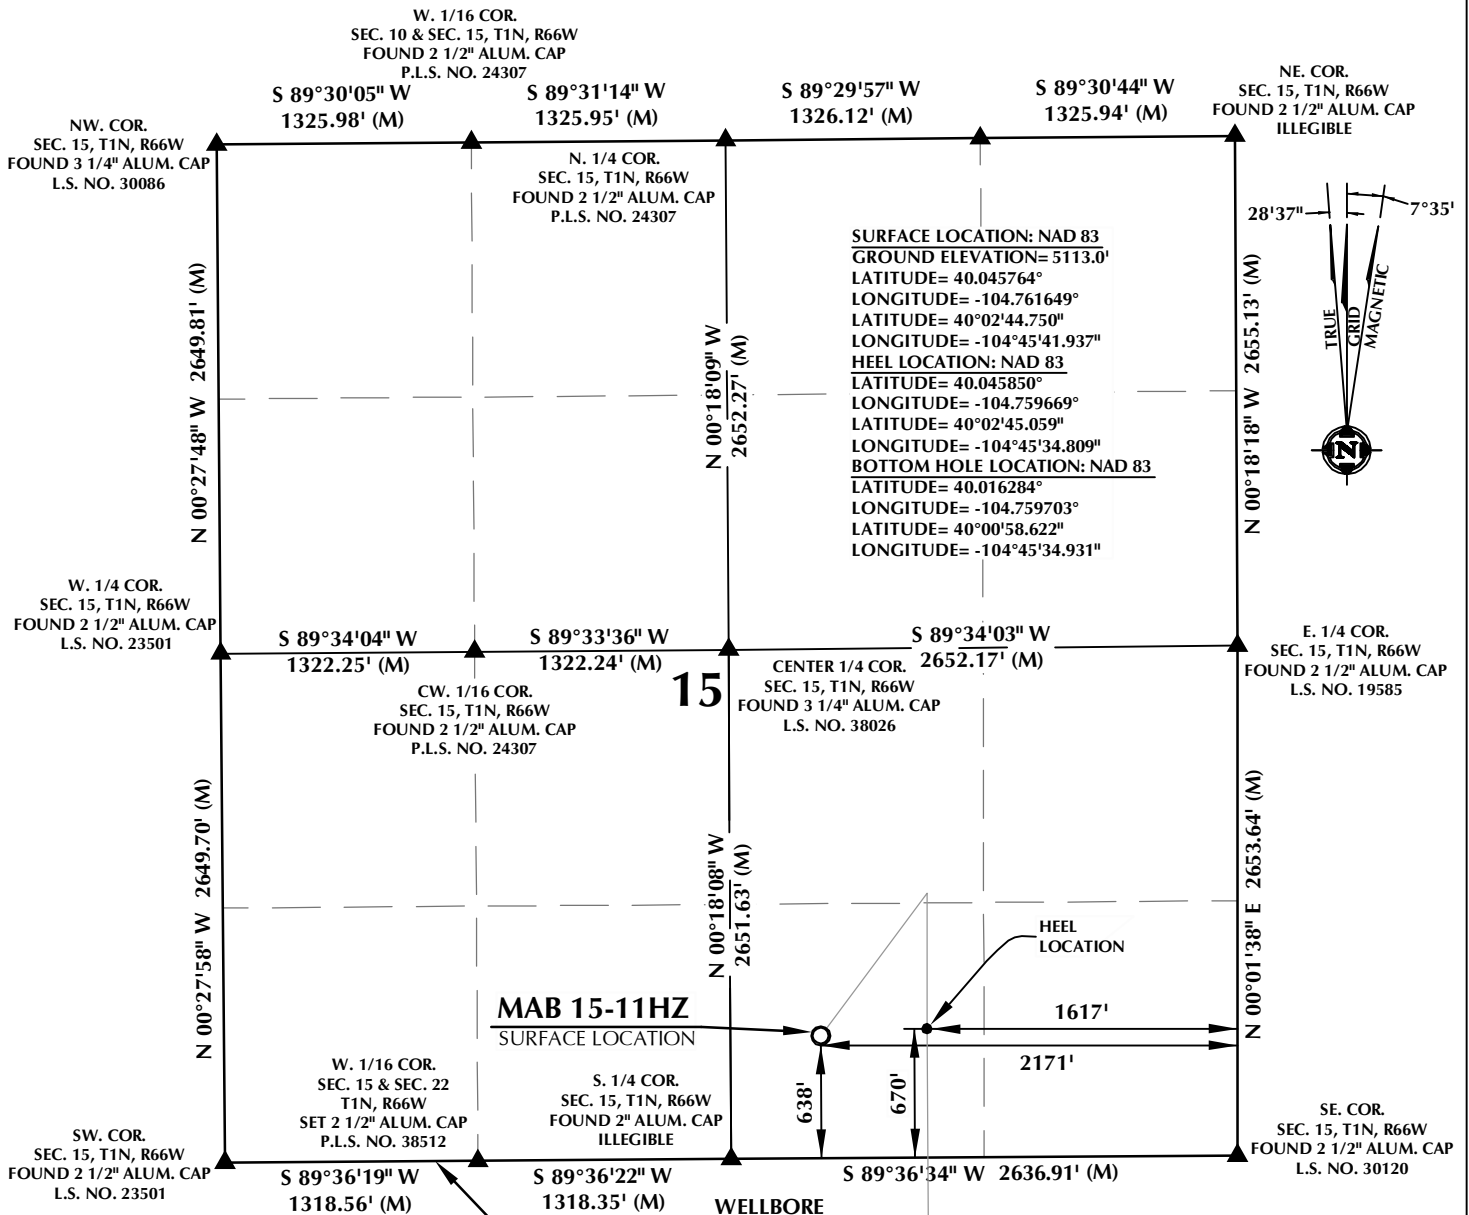 W. 1/16 COR.
SEC. 10 & SEC. 15, T1N, R66W
FOUND 2 1/2" ALUM. CAP
P.L.S. NO. 24307
S 89°30'05" W
1325.98' (M)
S 89°31'14" W
1325.95' (M)
S 89°29'57" W
1326.12' (M)
S 89°30'44" W
1325.94' (M)
NE. COR.
SEC. 15, T1N, R66W
FOUND 2 1/2" ALUM. CAP
ILLEGIBLE
NW. COR.
SEC. 15, T1N, R66W
FOUND 3 1/4" ALUM. CAP
L.S. NO. 30086
N. 1/4 COR.
SEC. 15, T1N, R66W
FOUND 2 1/2" ALUM. CAP
P.L.S. NO. 24307
28'37"
7°35'
TRUE
GRID
MAGNETIC
N
SURFACE LOCATION: NAD 83
GROUND ELEVATION= 5113.0'
LATITUDE= 40.045764°
LONGITUDE= -104.761649°
LATITUDE= 40°02'44.750"
LONGITUDE= -104°45'41.937"
HEEL LOCATION: NAD 83
LATITUDE= 40.045850°
LONGITUDE= -104.759669°
LATITUDE= 40°02'45.059"
LONGITUDE= -104°45'34.809"
BOTTOM HOLE LOCATION: NAD 83
LATITUDE= 40.016284°
LONGITUDE= -104.759703°
LATITUDE= 40°00'58.622"
LONGITUDE= -104°45'34.931"
N 00°27'48" W 2649.81' (M)
N 00°18'09" W
2652.27' (M)
N 00°18'18" W 2655.13' (M)
W. 1/4 COR.
SEC. 15, T1N, R66W
FOUND 2 1/2" ALUM. CAP
L.S. NO. 23501
S 89°34'04" W
1322.25' (M)
S 89°33'36" W
1322.24' (M)
S 89°34'03" W
2652.17' (M)
E. 1/4 COR.
SEC. 15, T1N, R66W
FOUND 2 1/2" ALUM. CAP
L.S. NO. 19585
CW. 1/16 COR.
SEC. 15, T1N, R66W
FOUND 2 1/2" ALUM. CAP
P.L.S. NO. 24307
15
CENTER 1/4 COR.
SEC. 15, T1N, R66W
FOUND 3 1/4" ALUM. CAP
L.S. NO. 38026
N 00°27'58" W 2649.70' (M)
N 00°18'08" W
2651.63' (M)
N 00°01'38" E 2653.64' (M)
HEEL
LOCATION
MAB 15-11HZ
SURFACE LOCATION
1617'
2171'
638'
670'
W. 1/16 COR.
SEC. 15 & SEC. 22
T1N, R66W
SET 2 1/2" ALUM. CAP
P.L.S. NO. 38512
S. 1/4 COR.
SEC. 15, T1N, R66W
FOUND 2" ALUM. CAP
ILLEGIBLE
SW. COR.
SEC. 15, T1N, R66W
FOUND 2 1/2" ALUM. CAP
L.S. NO. 23501
SE. COR.
SEC. 15, T1N, R66W
FOUND 2 1/2" ALUM. CAP
L.S. NO. 30120
S 89°36'19" W
1318.56' (M)
S 89°36'22" W
1318.35' (M)
S 89°36'34" W 2636.91' (M)
WELLBORE